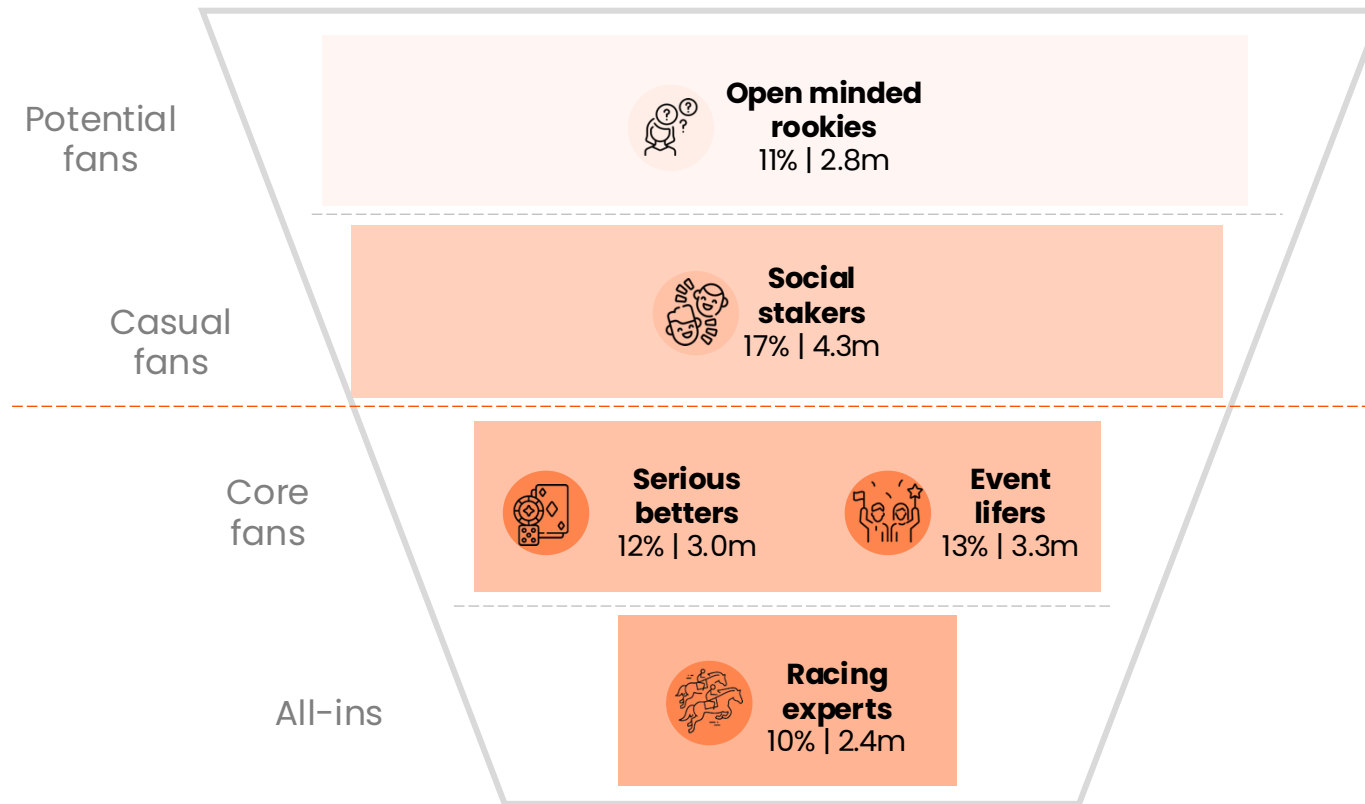 Potential
fans
Open minded
rookies
11% | 2.8m
Casual
fans
Social
stakers
17% | 4.3m
Core
fans
Serious
betters
12% | 3.0m
Event
lifers
13% | 3.3m
All-ins
Racing
experts
10% | 2.4m